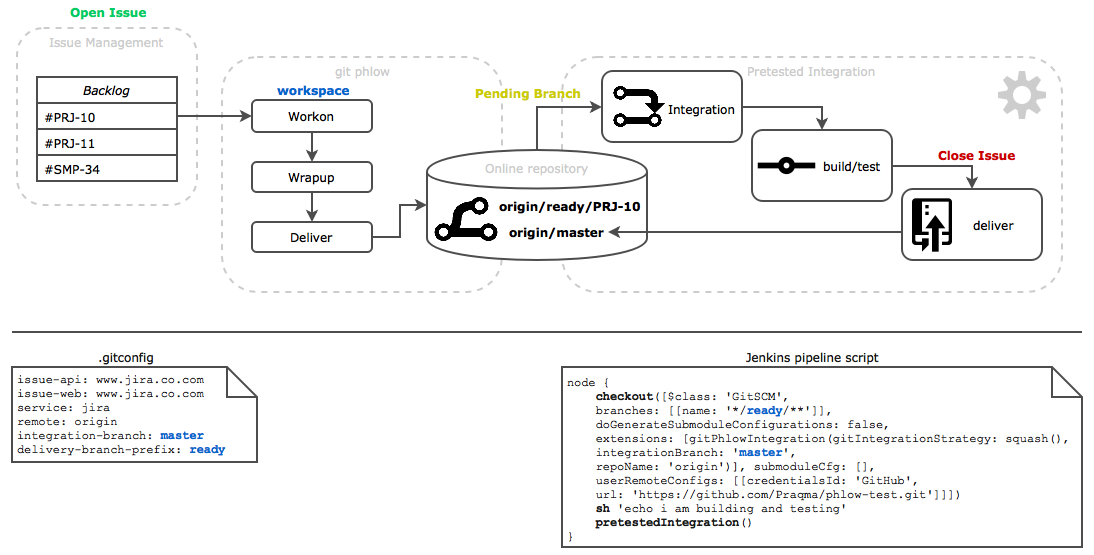 Open Issue
Issue Management
Backlog
#PRJ-10
#PRJ-11
#SMP-34
git phlow
workspace
Workon
Wrapup
Deliver
Pending Branch
Online repository
origin/ready/PRJ-10
origin/master
Pretested Integration
Integration
build/test
Close Issue
deliver
.gitconfig
issue-api: www.jira.co.com
issue-web: www.jira.co.com
service: jira
remote: origin
integration-branch: master
delivery-branch-prefix: ready
Jenkins pipeline script
node {
checkout([$class: 'GitSCM',
branches: [[name: '*/ready/**']],
doGenerateSubmoduleConfigurations: false,
extensions: [gitPhlowIntegration(gitIntegrationStrategy: squash(),
integrationBranch: 'master',
repoName: 'origin')], submoduleCfg: [],
userRemoteConfigs: [[credentialsId: 'GitHub',
url: 'https://github.com/Praqma/phlow-test.git']]])
sh 'echo i am building and testing'
pretestedIntegration()
}